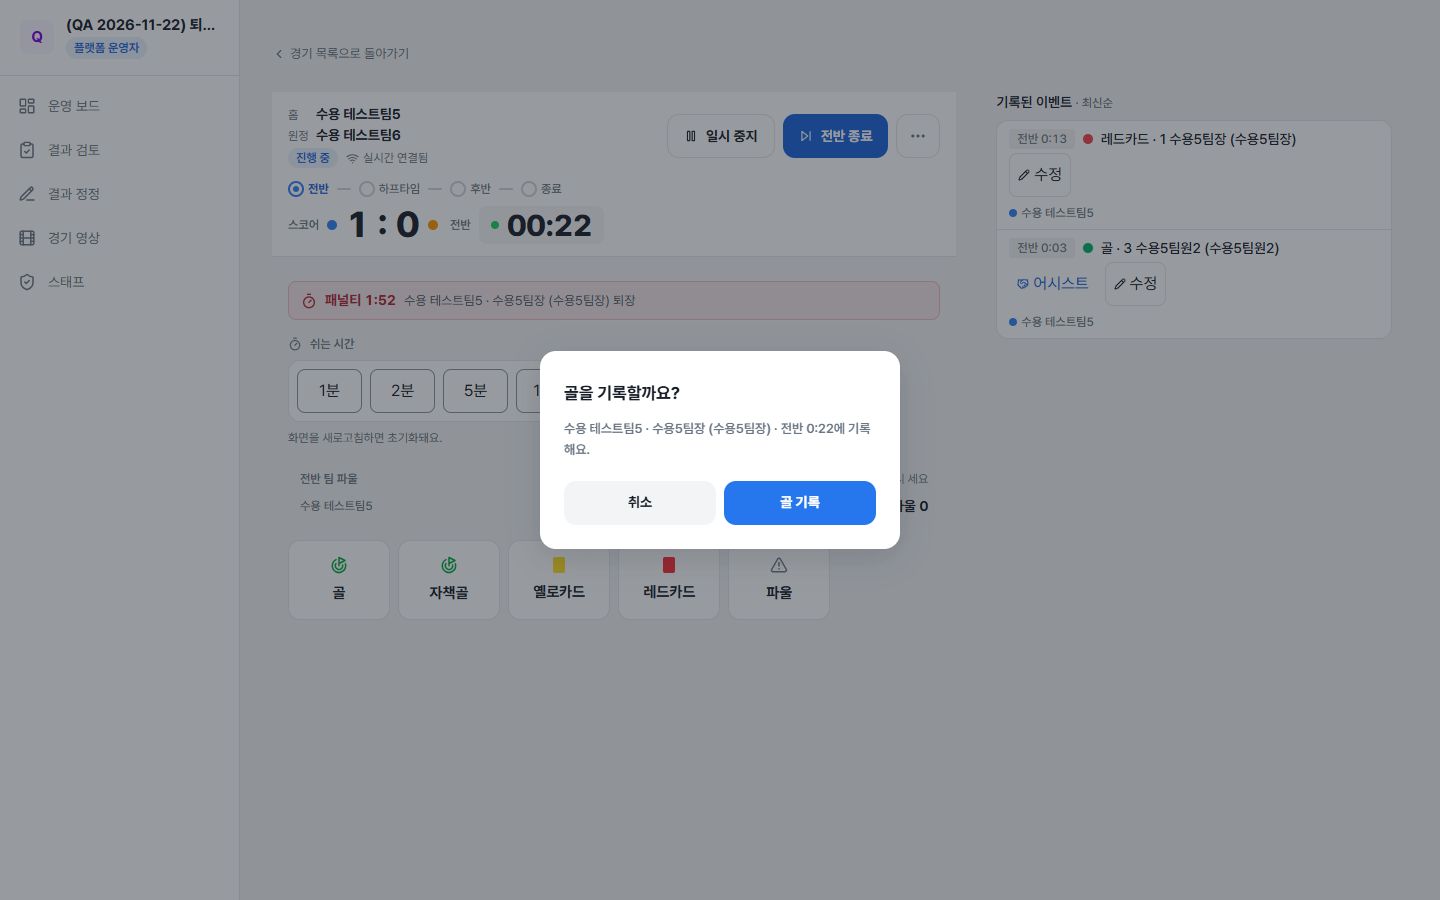 Q
(QA 2026-11-22) 퇴...
플랫폼 운영자
운영 보드
결과 검토
결과 정정
경기 영상
스태프
경기 목록으로 돌아가기
홈 수용 테스트팀5
원정 수용 테스트팀6
진행 중 실시간 연결됨
일시 중지
전반 종료
전반 하프타임 후반 종료
스코어 1 : 0 전반 00:22
패널티 1:52 수용 테스트팀5 · 수용5팀장 (수용5팀장) 퇴장
쉬는 시간
1분 2분 5분
화면을 새로고침하면 초기화돼요.
전반 팀 파울
세요
수용 테스트팀5
0
골을 기록할까요?
수용 테스트팀5 · 수용5팀장 (수용5팀장) · 전반 0:22에 기록
해요.
취소
골 기록
골
자책골
옐로카드
레드카드
파울
기록된 이벤트 · 최신순
전반 0:13 레드카드 · 1 수용5팀장 (수용5팀장)
수정
수용 테스트팀5
전반 0:03 골 · 3 수용5팀원2 (수용5팀원2)
어시스트 수정
수용 테스트팀5